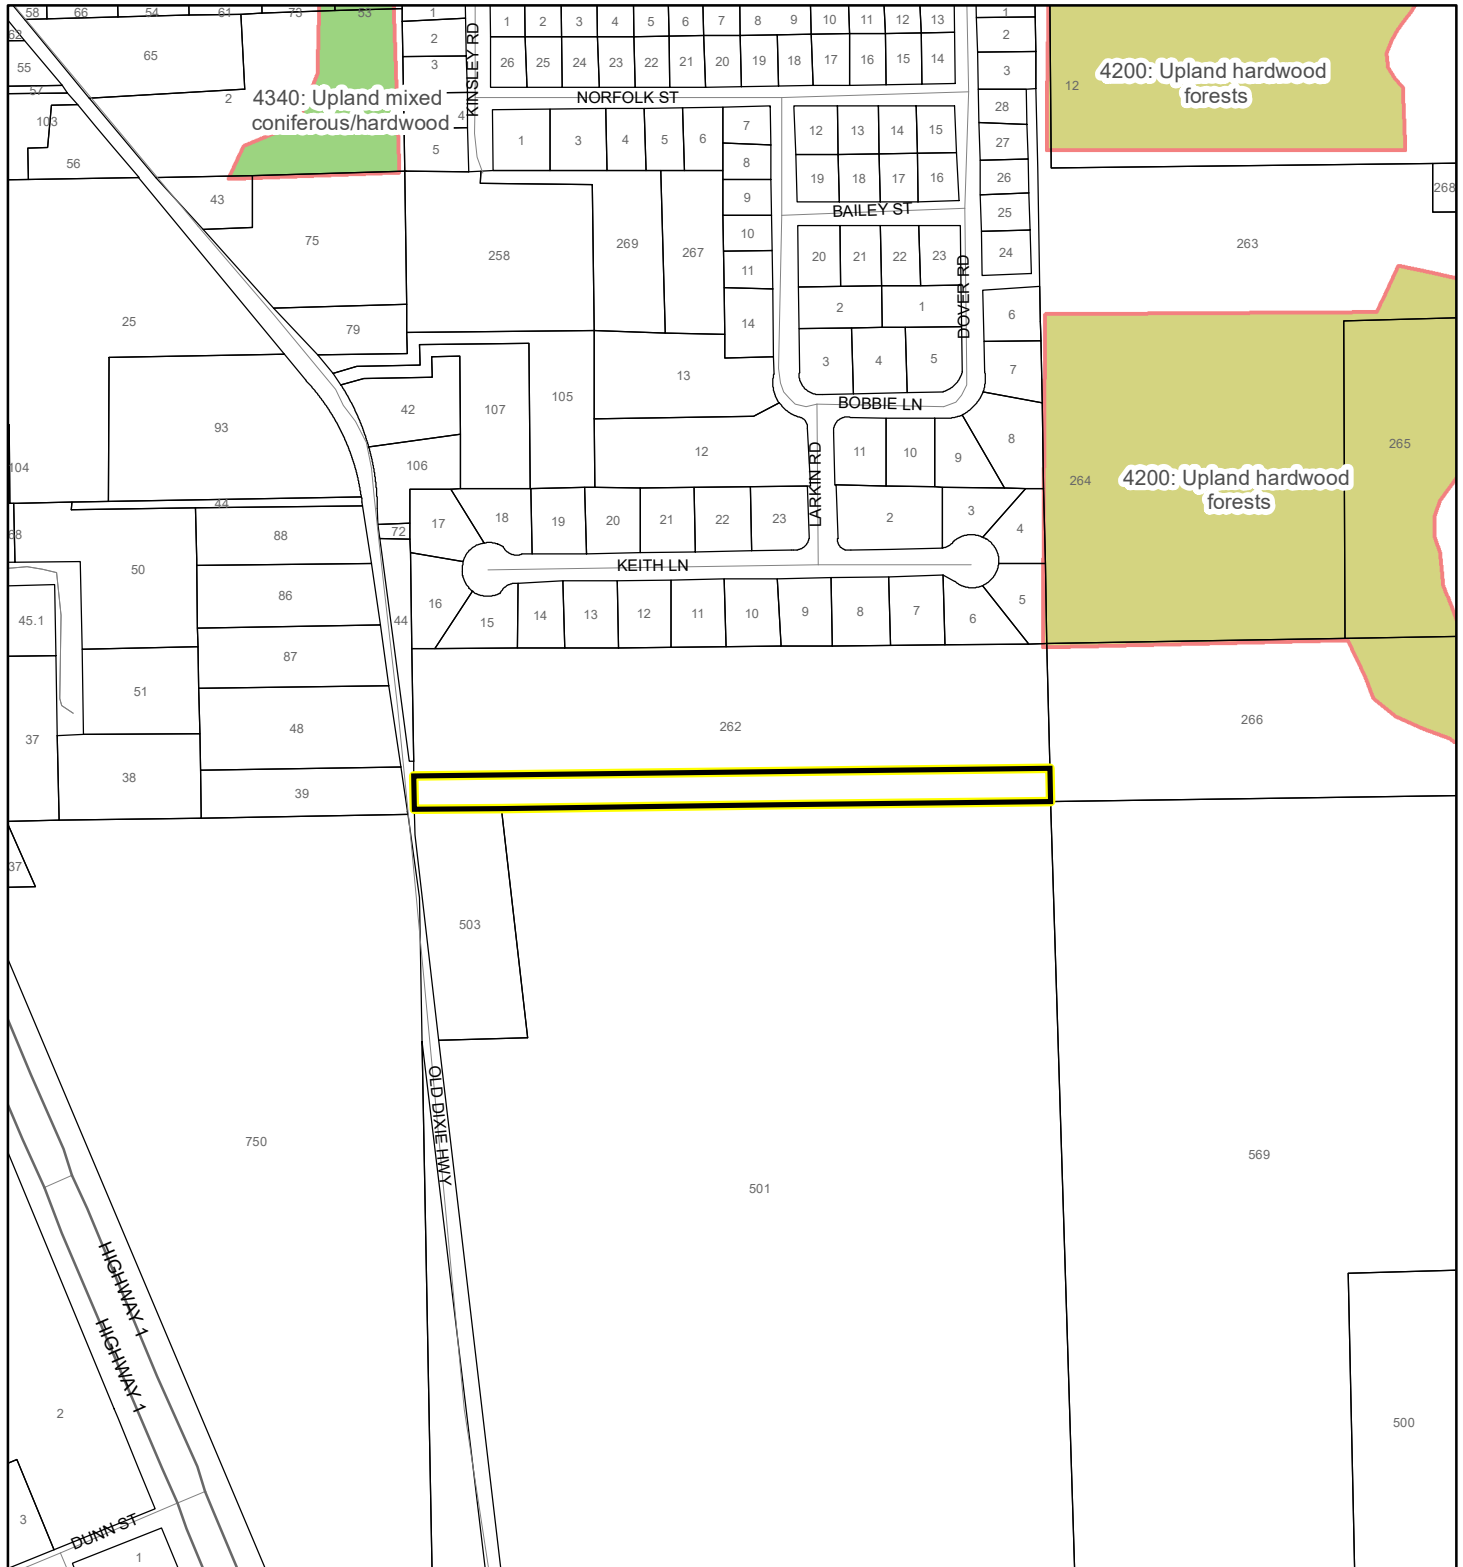 58 66 54 61 73 53
62
65
55
57
2
103
56
4340: Upland mixed
coniferous/hardwood
1
2
3
4
5
KINSLEY RD
1 2 3 4 5 6 7 8 9 10 11 12 13
26 25 24 23 22 21 20 19 18 17 16 15 14
NORFOLK ST
1 3 4 5 6
7
8
9
10
11
14
12 13 14 15
19 18 17 16
BAILEY ST
20 21 22 23
2 1
3 4 5
BOBBIE LN
DOVER RD
1
2
3
28
27
26
25
24
6
7
8
12
4200: Upland hardwood
forests
268
263
43
75
258
269
267
25
79
13
42
107
105
93
106
12
LARKIN RD
11 10 9
104
44
264
4200: Upland hardwood
forests
265
68
88
72
17 18 19 20 21 22 23
2 3 4
50
KEITH LN
86
45.1
44
16
15 14 13 12 11 10 9 8 7 6 5
87
51
48
37
38
39
262
266
37
503
OLD DIXIE HWY
750
501
569
HIGHWAY 1
HIGHWAY 1
2
500
3
DUNN ST
1